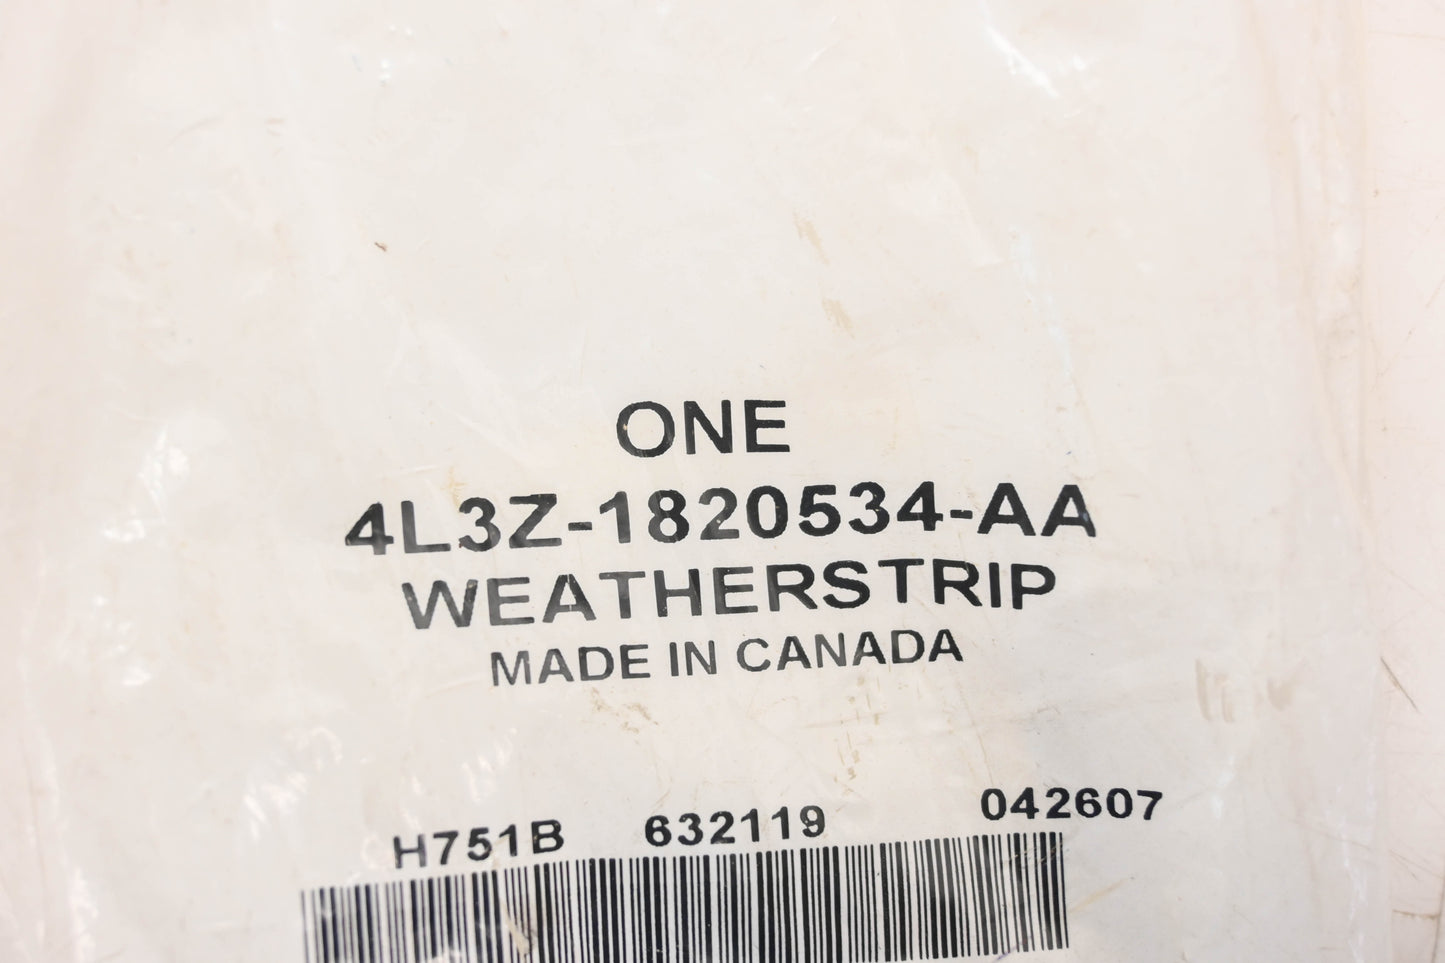 ONE
4L3Z-1820534-AA
WEATHERSTRIP
MADE IN CANADA
H751B 632119 042607